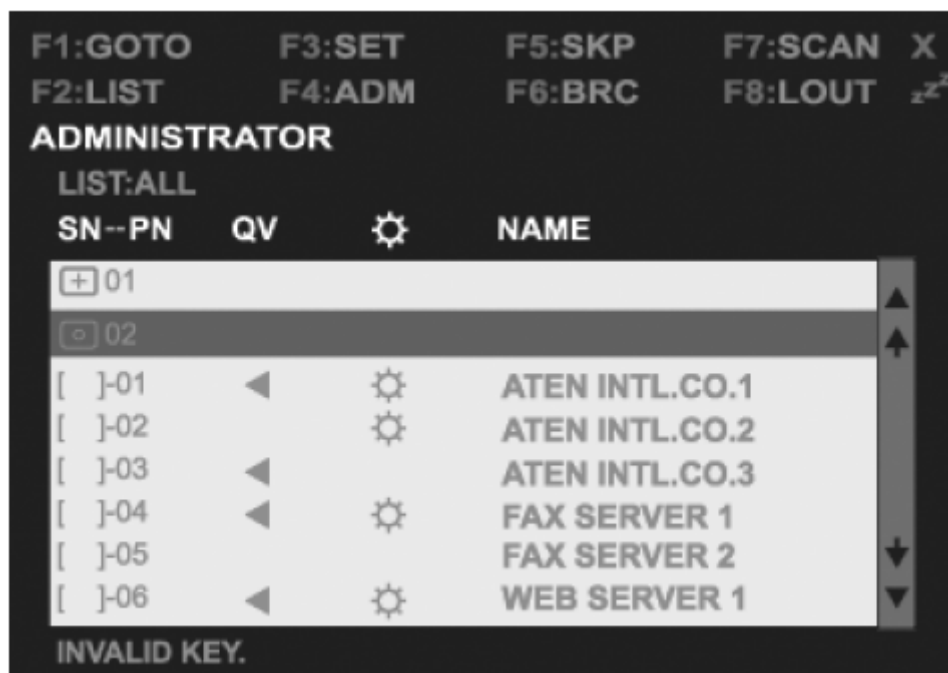 F1:GOTO F3:SET F5:SKP F7:SCAN X
F2:LIST F4:ADM F6:BRC F8:LOUT zZZ
ADMINISTRATOR
LIST:ALL
SN--PN QV NAME
01
02
[ ]-01 ATEN INTL.CO.1
[ ]-02 ATEN INTL.CO.2
[ ]-03 ATEN INTL.CO.3
[ ]-04 FAX SERVER 1
[ ]-05 FAX SERVER 2
[ ]-06 WEB SERVER 1
INVALID KEY.